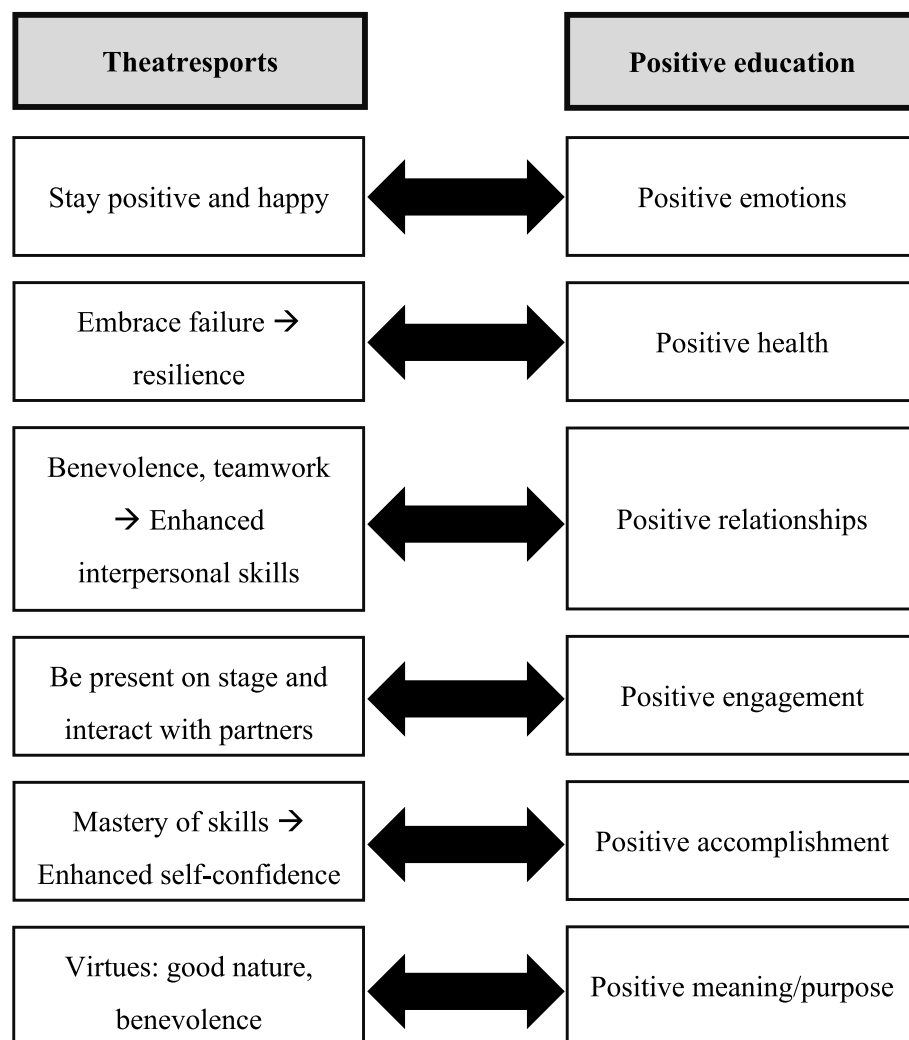 Theatresports
Positive education
Stay positive and happy
Positive emotions
Embrace failure →
resilience
Positive health
Benevolence, teamwork
→ Enhanced
interpersonal skills
Positive relationships
Be present on stage and
interact with partners
Positive engagement
Mastery of skills →
Enhanced self-confidence
Positive accomplishment
Virtues: good nature,
benevolence
Positive meaning/purpose